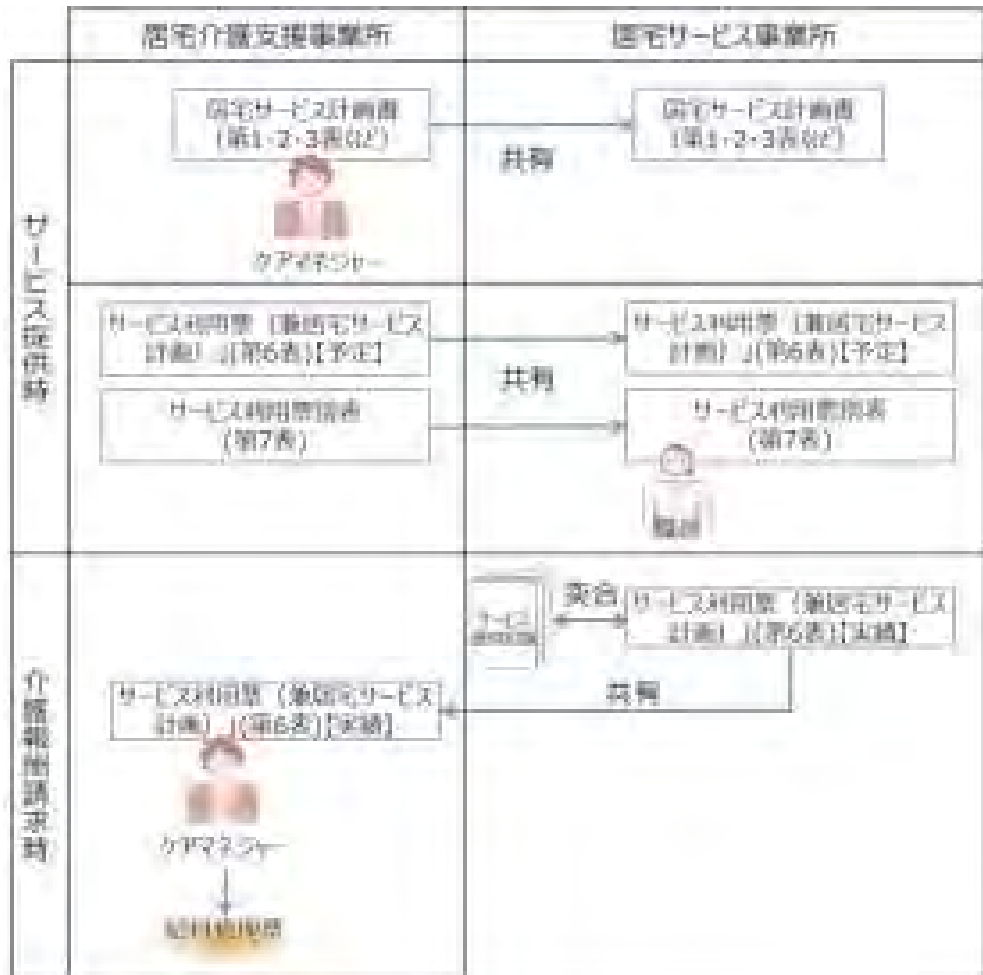 居宅介護支援事業所
居宅サービス事業所
サービス提供時
居宅サービス計画書
(第1・2・3表など)
共有
居宅サービス計画書
(第1・2・3表など)
ケアマネジャー
サービス利用票（兼居宅サービス
計画）」(第6表)【予定】
共有
サービス利用票（兼居宅サービス
計画）」(第6表)【予定】
サービス利用票別表
(第7表)
サービス利用票別表
(第7表)
介護報酬請求時
サービス
突合
サービス利用票（兼居宅サービス
計画）」(第6表)【実績】
共有
サービス利用票（兼居宅サービス
計画）」(第6表)【実績】
ケアマネジャー
給付管理票